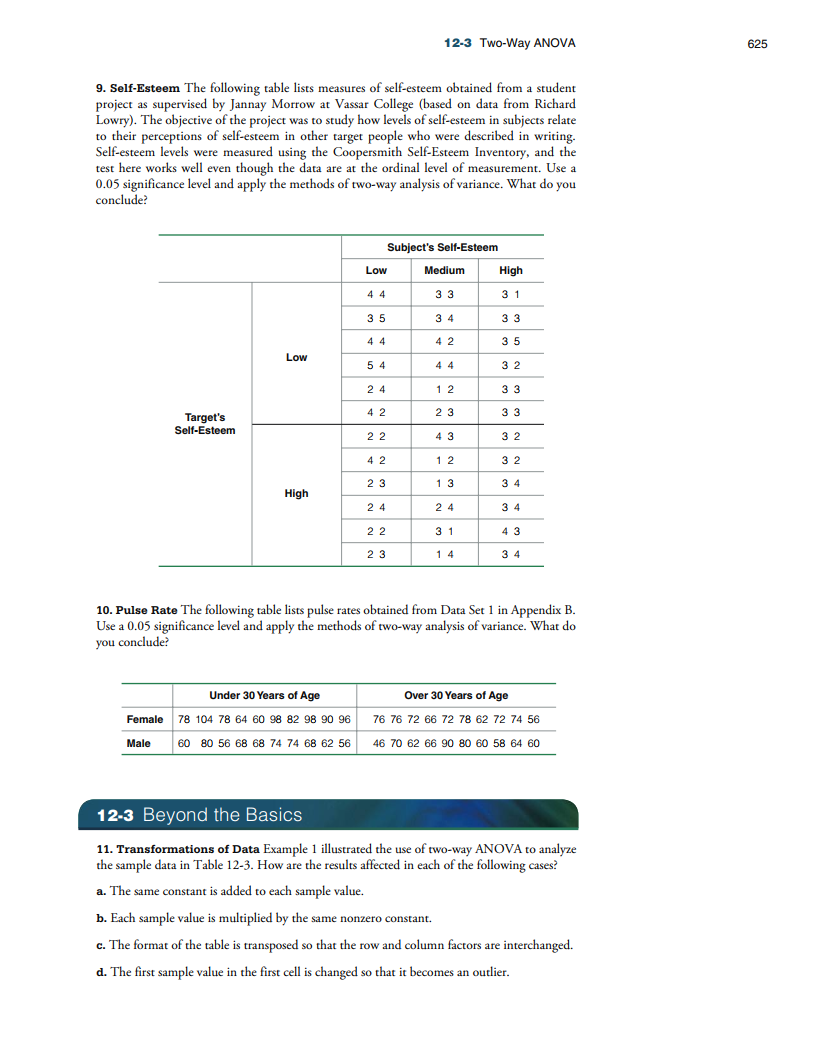 12-3 Two-Way ANOVA 625
9. Self-Esteem The following table lists measures of self-esteem obtained from a student
project as supervised by Jannay Morrow at Vassar College (based on data from Richard
Lowry). The objective of the project was to study how levels of self-esteem in subjects relate
to their perceptions of self-esteem in other target people who were described in writing.
Self-esteem levels were measured using the Coopersmith Self-Esteem Inventory, and the
test here works well even though the data are at the ordinal level of measurement. Use a
0.05 significance level and apply the methods of two-way analysis of variance. What do you
conclude?
Subject's Self-Esteem
Low Medium High
4 4 3 3 3 1
3 5 3 4 3 3
4 4 4 2 3 5
Low
5 4 4 4 3 2
2 4 1 2 3 3
4 2 2 3 3 3
Target's
Self-Esteem
2 2 4 3 3 2
4 2 1 2 3 2
2 3 1 3 3 4
High
2 4 2 4 3 4
2 2 3 1 4 3
2 3 1 4 3 4
10. Pulse Rate The following table lists pulse rates obtained from Data Set 1 in Appendix B.
Use a 0.05 significance level and apply the methods of two-way analysis of variance. What do
you conclude?
Under 30 Years of Age Over 30 Years of Age
Female 78 104 78 64 60 98 82 98 90 96 76 76 72 66 72 78 62 72 74 56
Male 60 80 56 68 68 74 74 68 62 56 46 70 62 66 90 80 60 58 64 60
12-3 Beyond the Basics
11. Transformations of Data Example 1 illustrated the use of two-way ANOVA to analyze
the sample data in Table 12-3. How are the results affected in each of the following cases?
a. The same constant is added to each sample value.
b. Each sample value is multiplied by the same nonzero constant.
c. The format of the table is transposed so that the row and column factors are interchanged.
d. The first sample value in the first cell is changed so that it becomes an outlier.